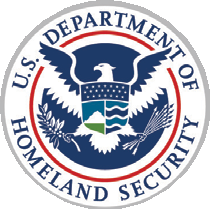 U.S. DEPARTMENT OF
HOMELAND SECURITY